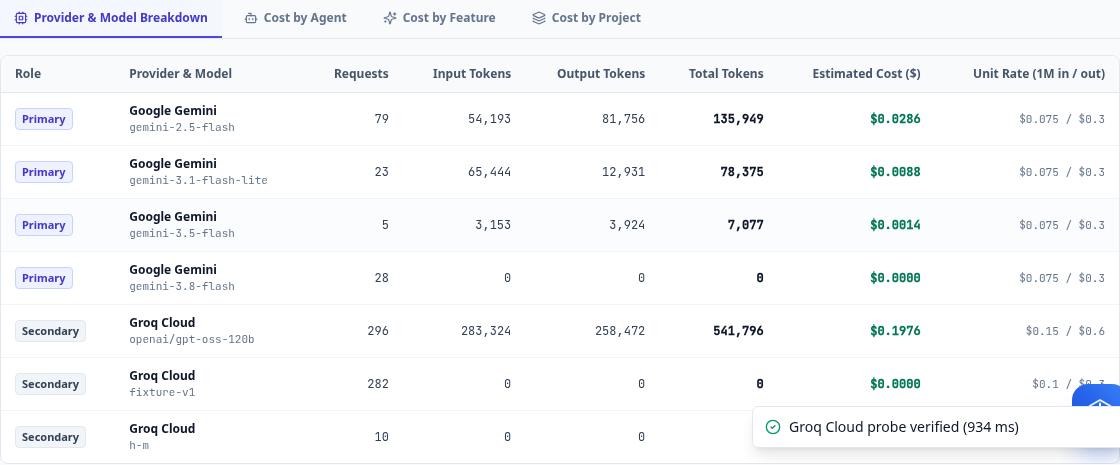 Provider & Model Breakdown Cost by Agent Cost by Feature Cost by Project
Role Provider & Model Requests Input Tokens Output Tokens Total Tokens Estimated Cost ($) Unit Rate (1M in / out)
Primary Google Gemini 79 54,193 81,756 135,949 $0.0286 $0.075 / $0.3
gemini-2.5-flash
Primary Google Gemini 23 65,444 12,931 78,375 $0.0088 $0.075 / $0.3
gemini-3.1-flash-lite
Primary Google Gemini 5 3,153 3,924 7,077 $0.0014 $0.075 / $0.3
gemini-3.5-flash
Primary Google Gemini 28 0 0 0 $0.0000 $0.075 / $0.3
gemini-3.8-flash
Secondary Groq Cloud 296 283,324 258,472 541,796 $0.1976 $0.15 / $0.6
openai/gpt-oss-120b
Secondary Groq Cloud 282 0 0 0 $0.0000 $0.1 /
fixture-v1
Secondary Groq Cloud 10 0 0
h-m
Groq Cloud probe verified (934 ms)